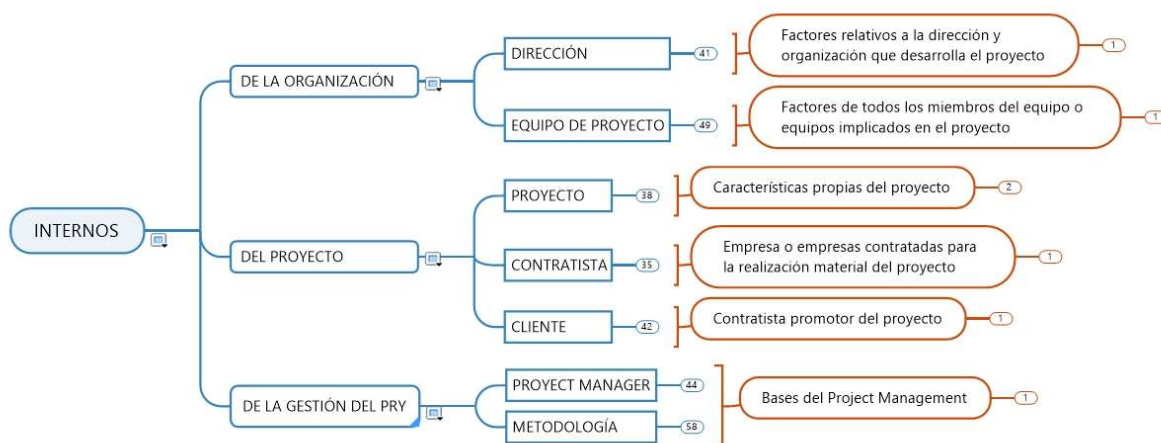 INTERNOS
DE LA ORGANIZACIÓN
DIRECCIÓN
41
Factores relativos a la dirección y
organización que desarrolla el proyecto
1
EQUIPO DE PROYECTO
49
Factores de todos los miembros del equipo o
equipos implicados en el proyecto
1
DEL PROYECTO
PROYECTO
38
Características propias del proyecto
2
CONTRATISTA
35
Empresa o empresas contratadas para
la realización material del proyecto
1
CLIENTE
42
Contratista promotor del proyecto
1
DE LA GESTIÓN DEL PRY
PROYECT MANAGER
44
METODOLOGÍA
58
Bases del Project Management
1